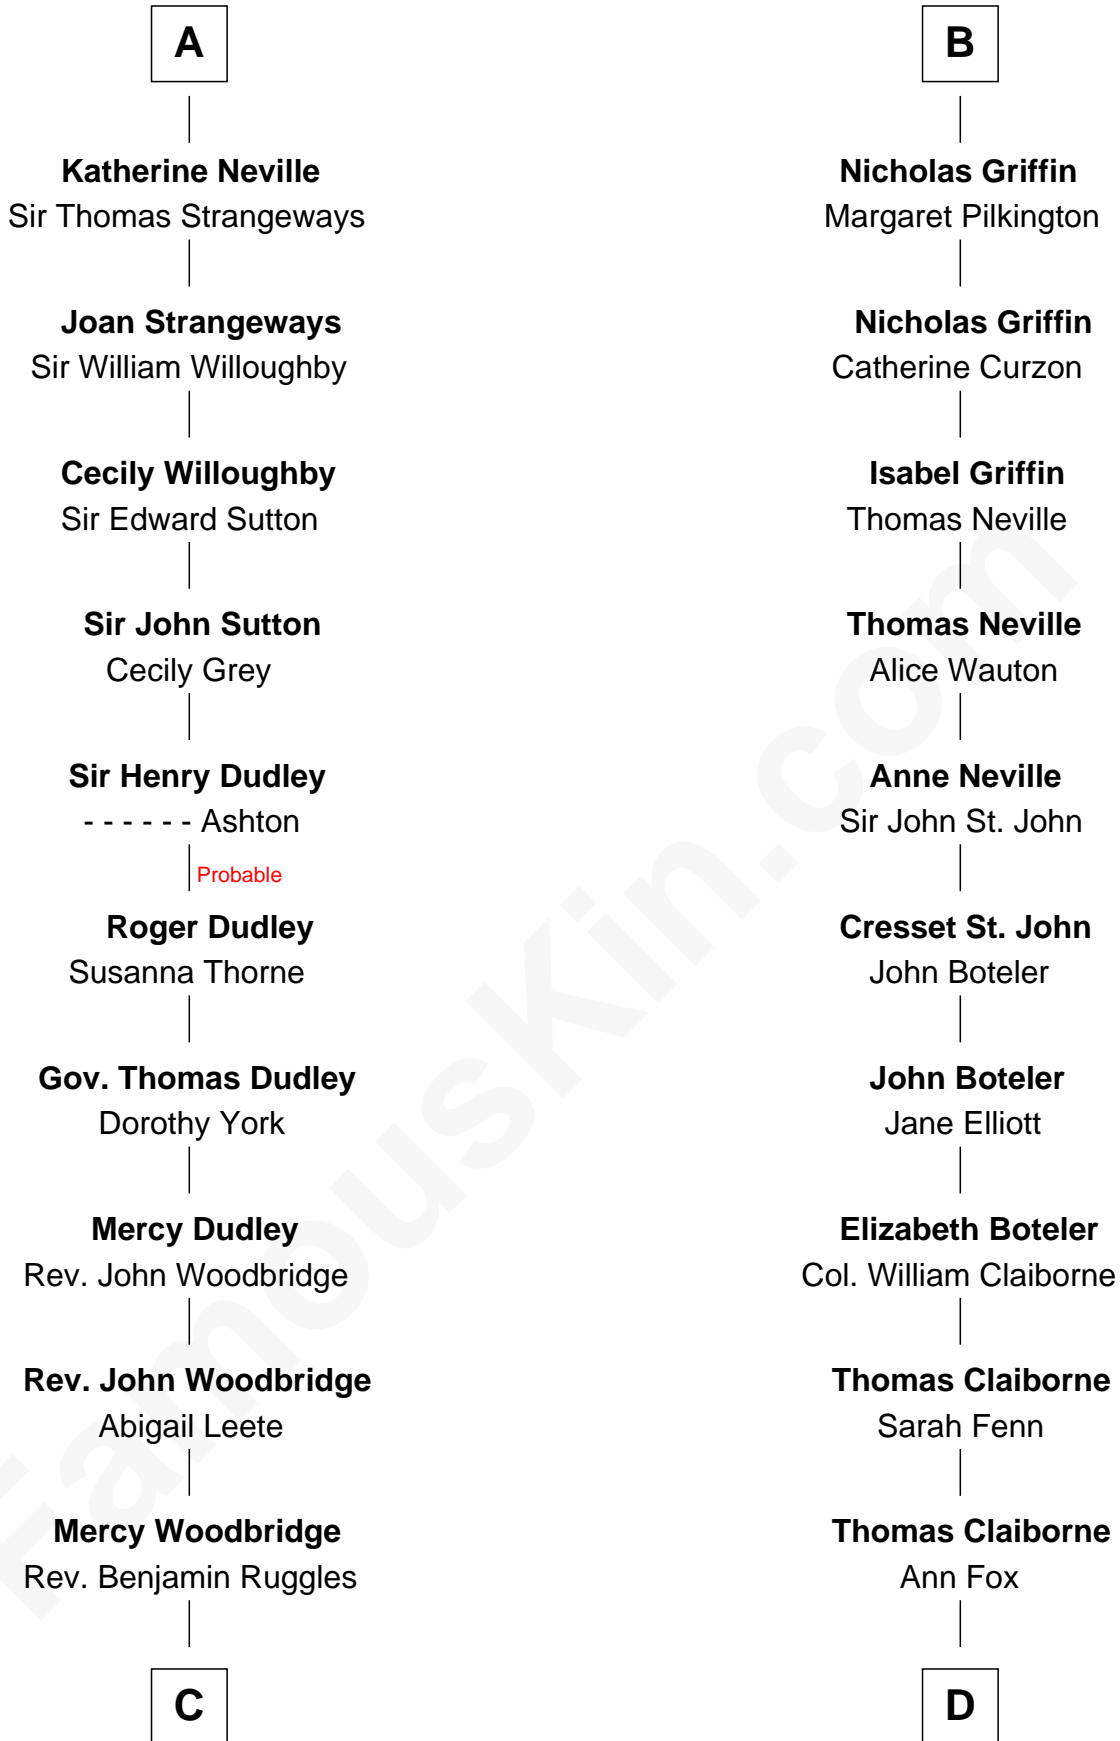 A
Katherine Neville
Sir Thomas Strangeways
Joan Strangeways
Sir William Willoughby
Cecily Willoughby
Sir Edward Sutton
Sir John Sutton
Cecily Grey
Sir Henry Dudley
- - - - - - Ashton
Probable
Roger Dudley
Susanna Thorne
Gov. Thomas Dudley
Dorothy York
Mercy Dudley
Rev. John Woodbridge
Rev. John Woodbridge
Abigail Leete
Mercy Woodbridge
Rev. Benjamin Ruggles
C
B
Nicholas Griffin
Margaret Pilkington
Nicholas Griffin
Catherine Curzon
Isabel Griffin
Thomas Neville
Thomas Neville
Alice Wauton
Anne Neville
Sir John St. John
Cresset St. John
John Boteler
John Boteler
Jane Elliott
Elizabeth Boteler
Col. William Claiborne
Thomas Claiborne
Sarah Fenn
Thomas Claiborne
Ann Fox
D
FamousKin.com